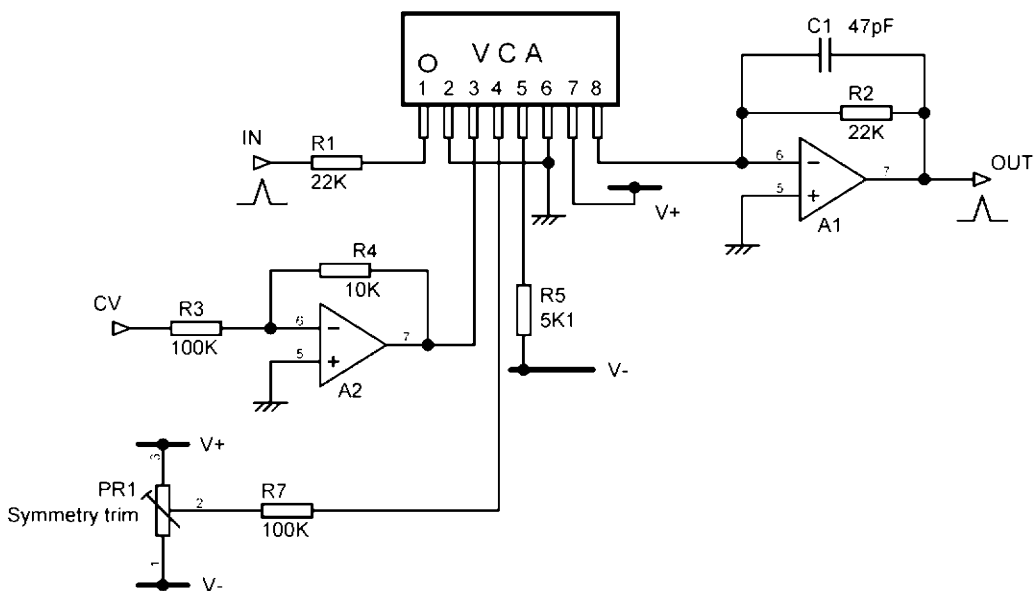 V C A
1 2 3 4 5 6 7 8
C1 47pF
R2
22K
IN
R1
22K
V+
6
5
7
OUT
A1
R4
10K
CV
R3
100K
6
5
7
A2
R5
5K1
V-
V+
3
PR1
Symmetry trim
2
R7
100K
1
V-